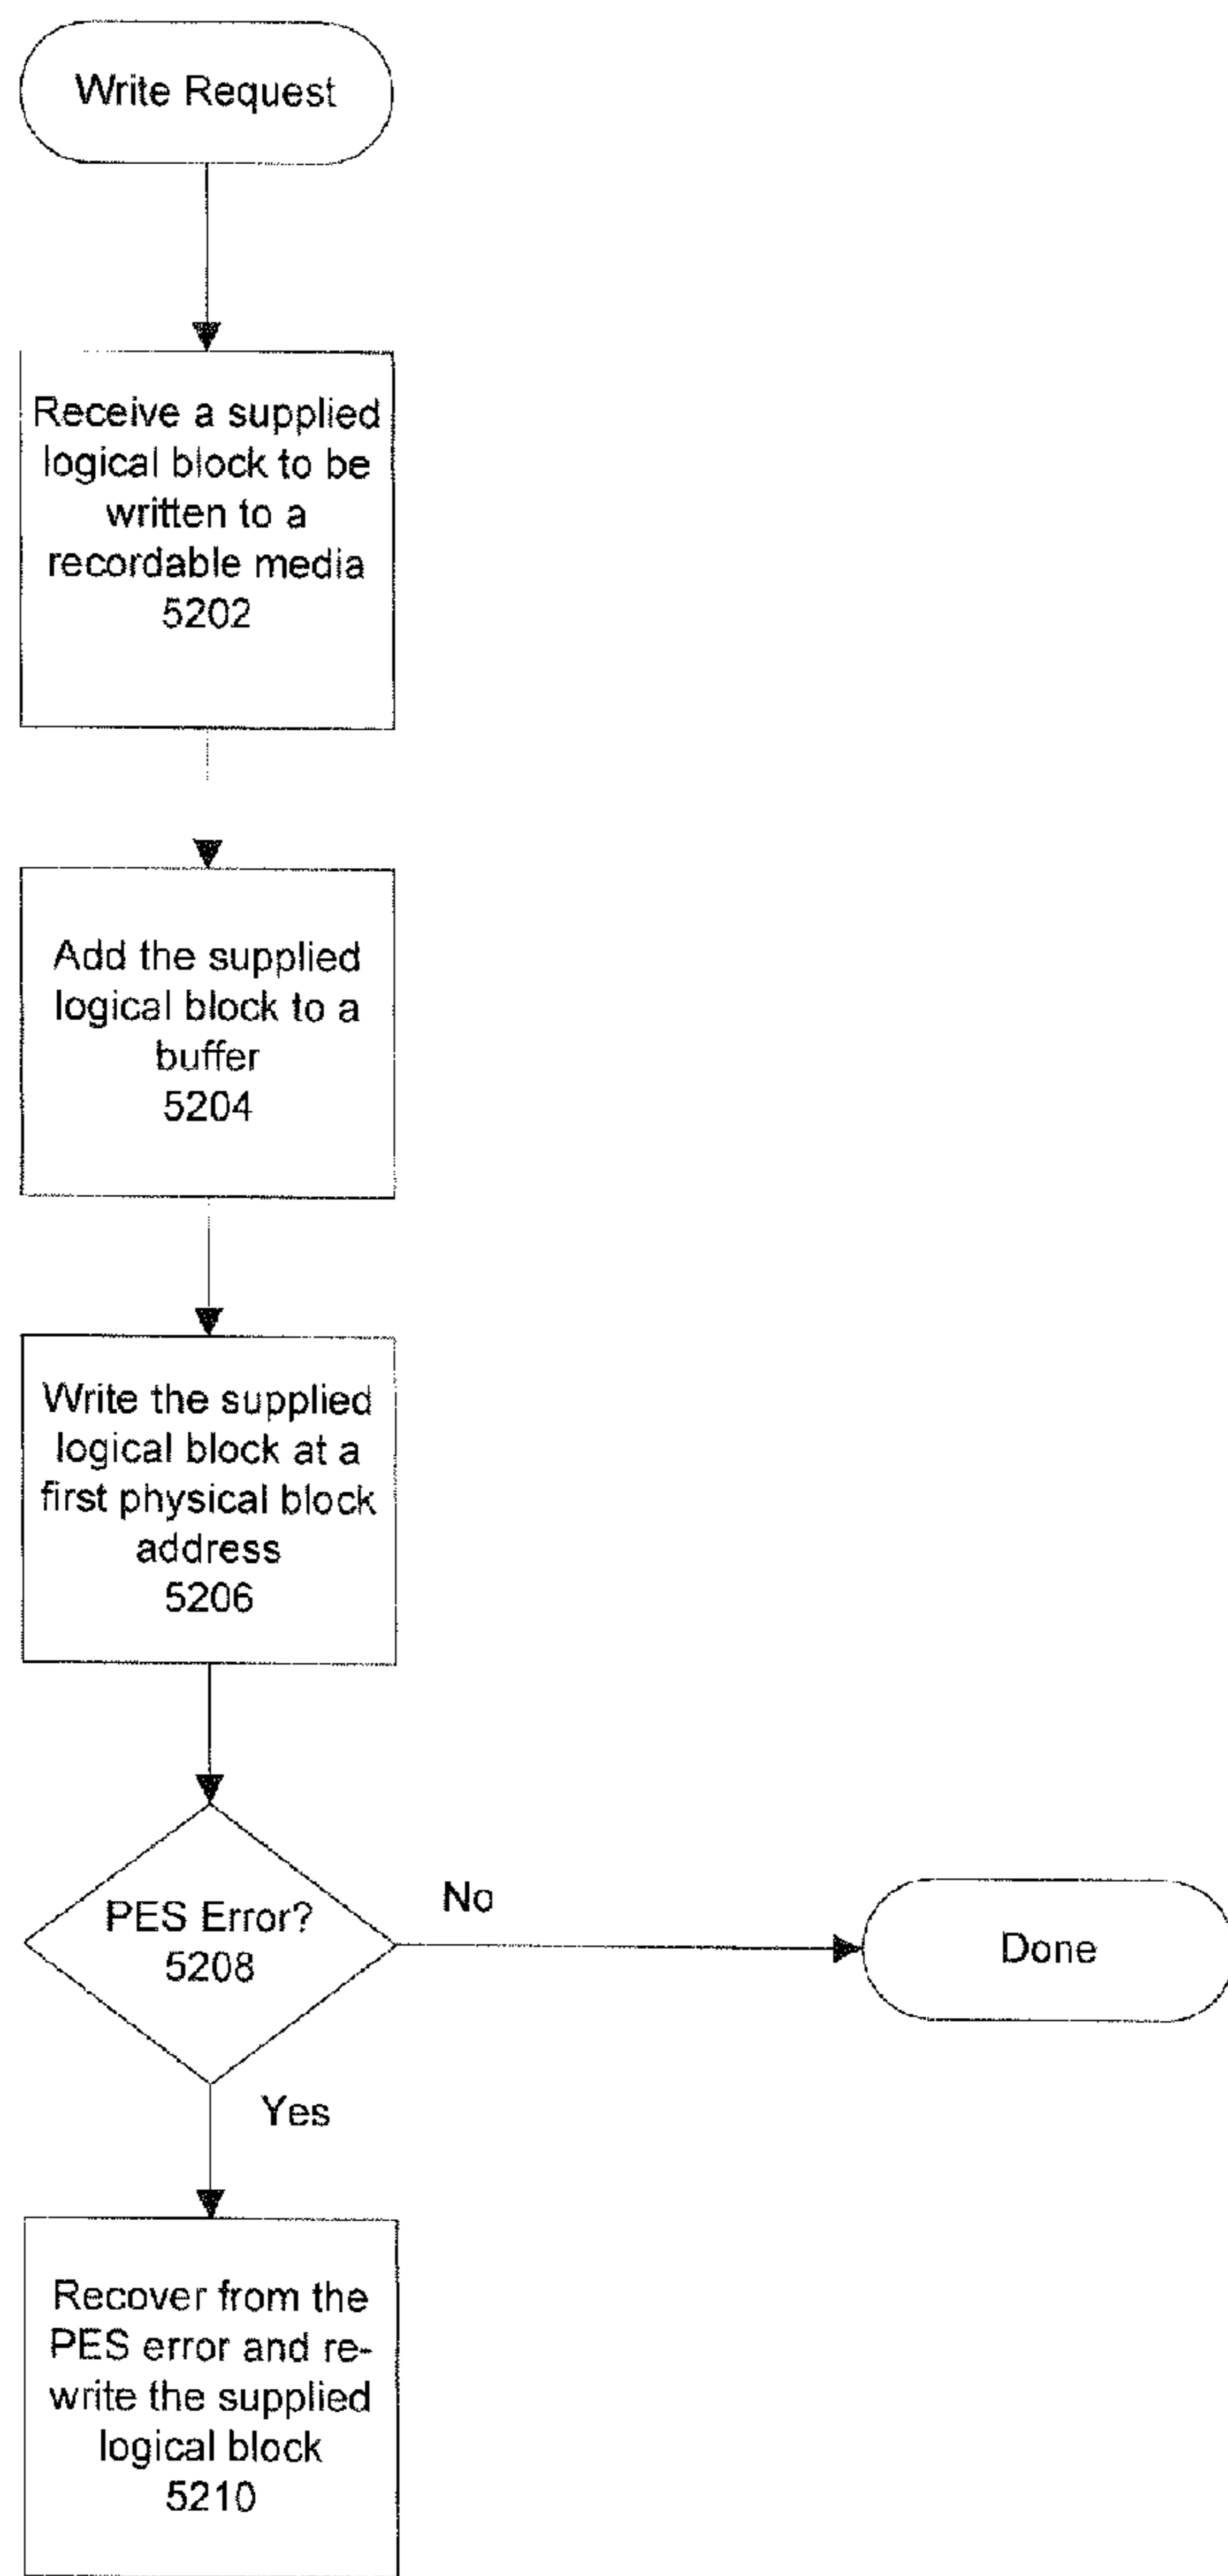 Write Request
Receive a supplied
logical block to be
written to a
recordable media
5202
Add the supplied
logical block to a
buffer
5204
Write the supplied
logical block at a
first physical block
address
5206
PES Error?
5208
No
Done
Yes
Recover from the
PES error and re-
write the supplied
logical block
5210